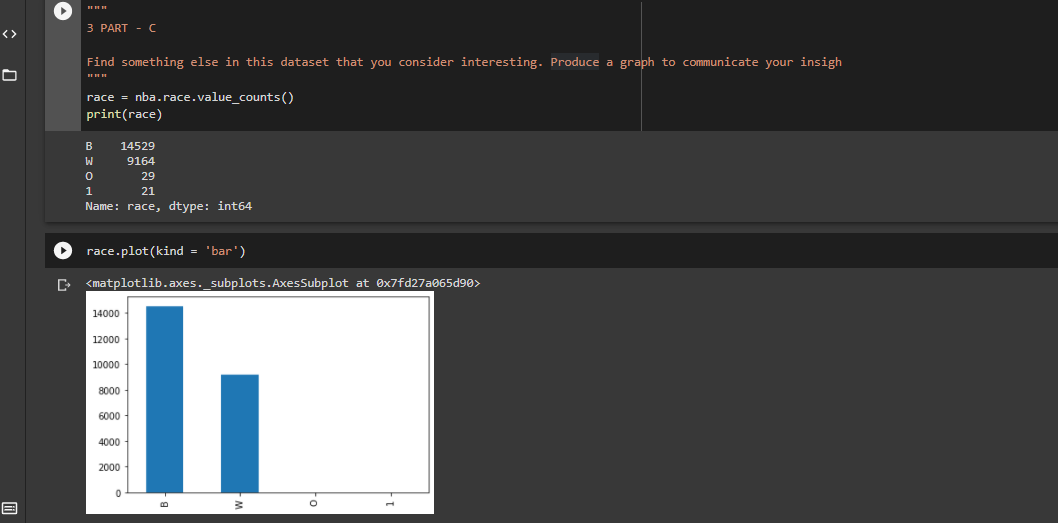 """
3 PART - C
Find something else in this dataset that you consider interesting. Produce a graph to communicate your insigh
"""
race = nba.race.value_counts()
print(race)
B 14529
W 9164
O 29
1 21
Name: race, dtype: int64
race.plot(kind = 'bar')
<matplotlib.axes._subplots.AxesSubplot at 0x7fd27a065d90>
14000
12000
10000
8000
6000
4000
2000
0
B W O 1